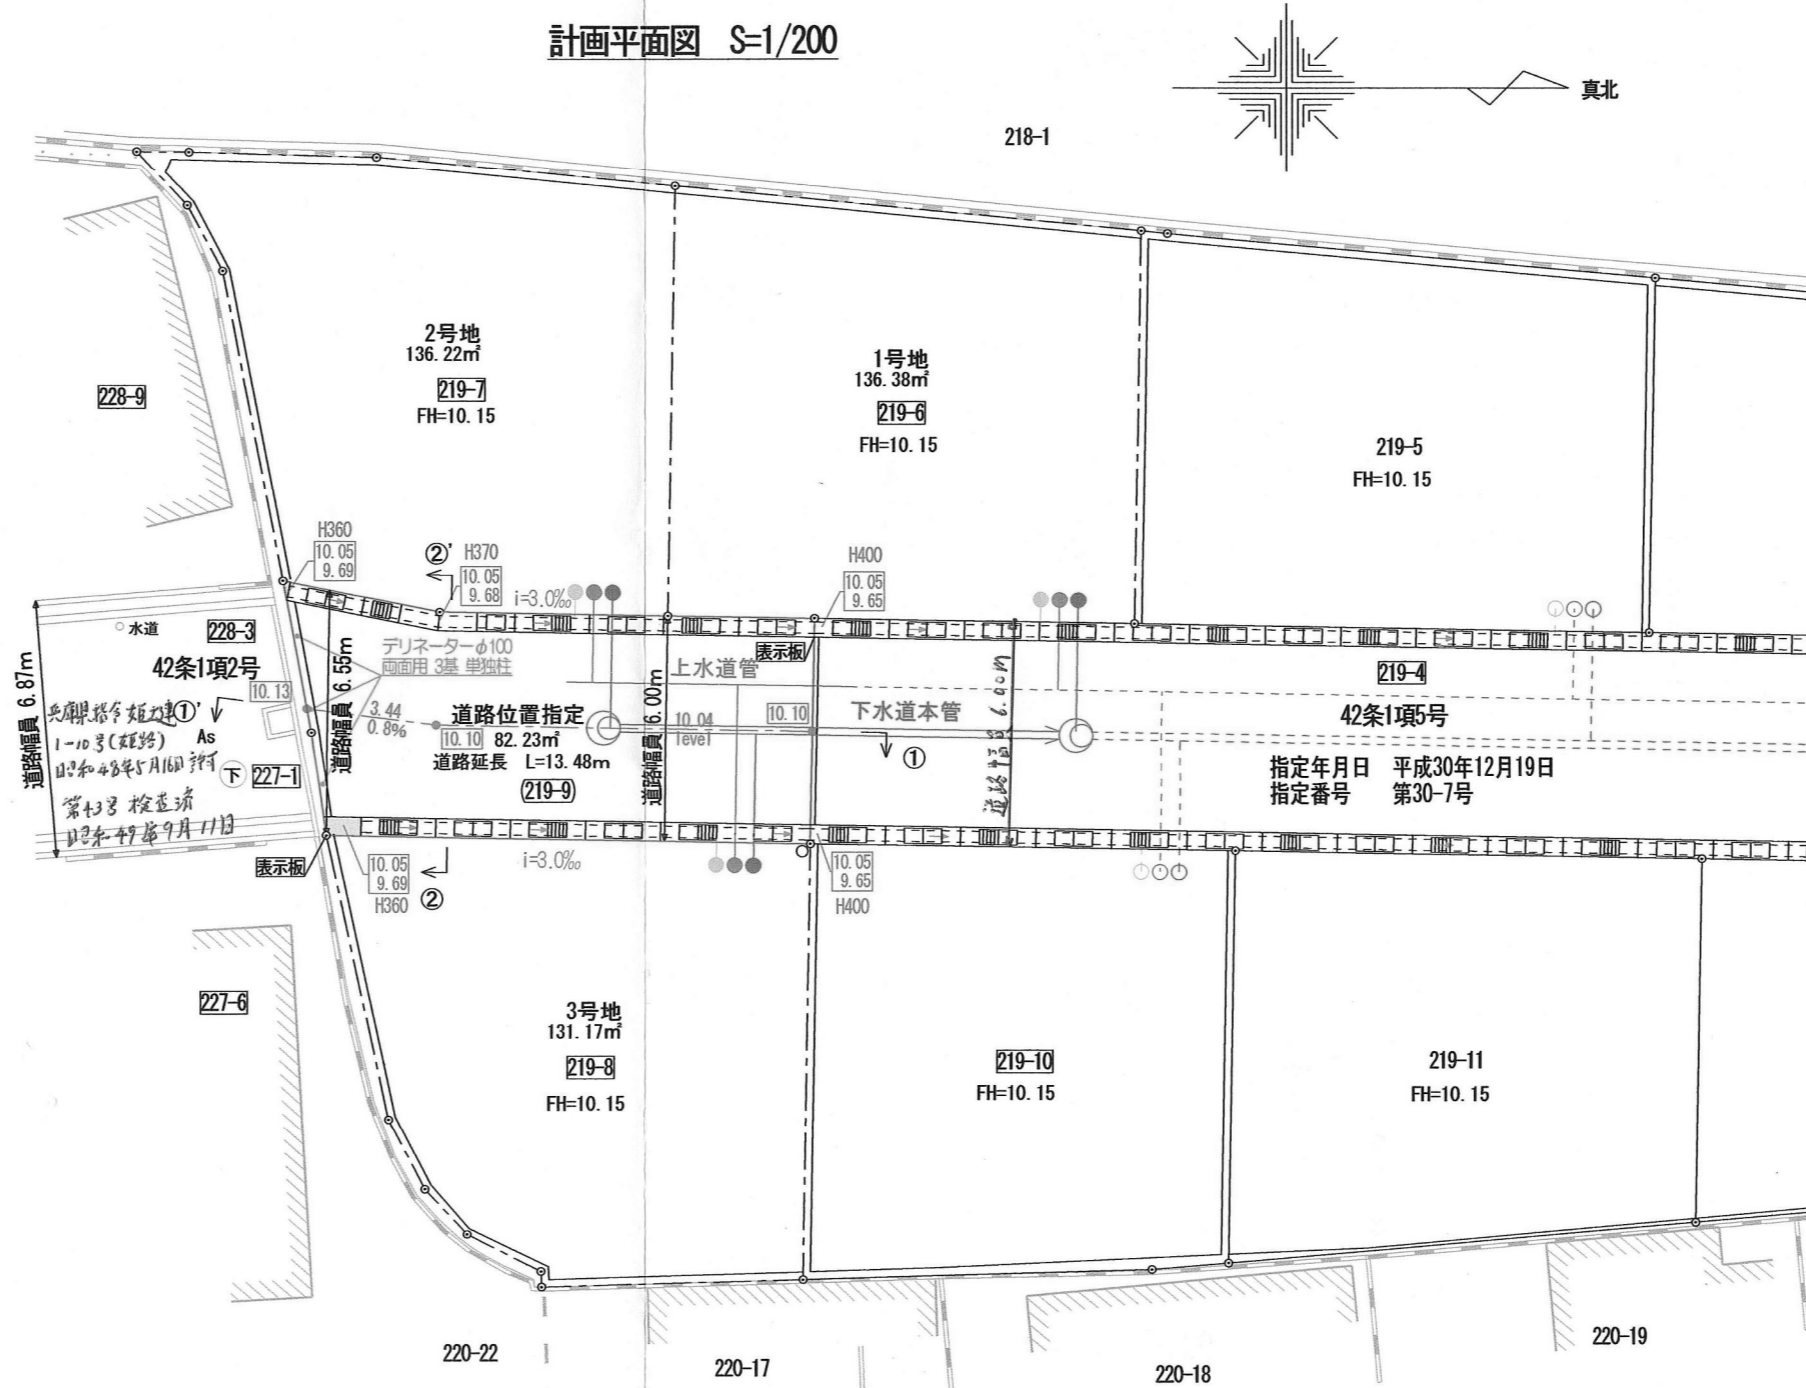 計画平面図 S=1/200
真北
218-1
2号地
136.22㎡
219-7
FH=10.15
1号地
136.38㎡
219-6
FH=10.15
219-5
FH=10.15
228-9
H360
10.05
9.69
②'
H370
10.05
9.68
i=3.0‰
H400
10.05
9.65
水道
228-3
42条1項2号
道路幅員 6.87m
10.13
①'
As
兵庫県指令姫土建
1-10号(姫路)
昭和48年5月16日許可
第43号 検査済
昭和49年9月11日
下
227-1
道路幅員 6.55m
デリネーターφ100
両面用 3基 単独柱
3.44
0.8%
道路位置指定
10.10 82.23㎡
道路延長 L=13.48m
(219-9)
道路幅員 6.00m
上水道管
表示板
10.04
level
10.10
下水道本管
①
道路幅員 6.00m
219-4
42条1項5号
指定年月日 平成30年12月19日
指定番号 第30-7号
表示板
10.05
9.69
H360
②
i=3.0‰
10.05
9.65
H400
227-6
3号地
131.17㎡
219-8
FH=10.15
219-10
FH=10.15
219-11
FH=10.15
220-22
220-17
220-18
220-19